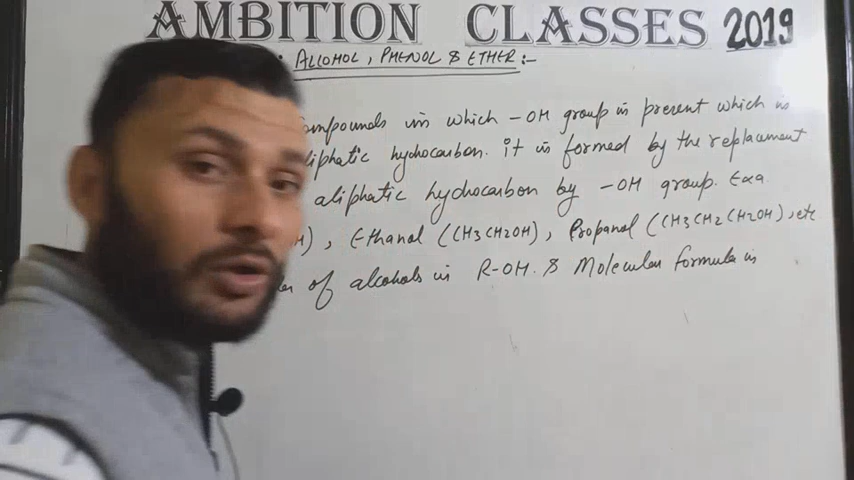 AMBITION CLASSES 2019
: ALCOHOL, PHENOL & ETHER:-
ompounds in which -OH group is present which is
liphatic hydrocarbon. it is formed by the replacement
aliphatic hydrocarbon by -OH group. Exa
H), Ethanol (CH3CH2OH), Propanol (CH3CH2CH2OH), etc
of alcohols is R-OH. & Molecular formula is